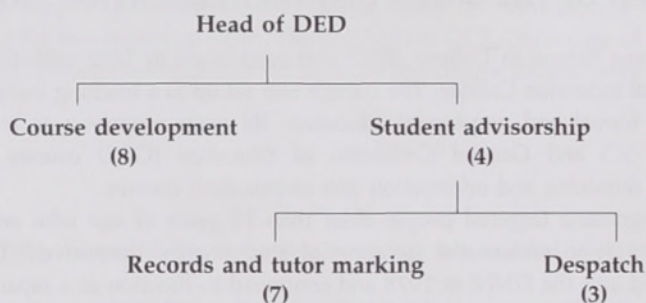 Head of DED
Course development Student advisorship
(8) (4)
Records and tutor marking Despatch
(7) (3)